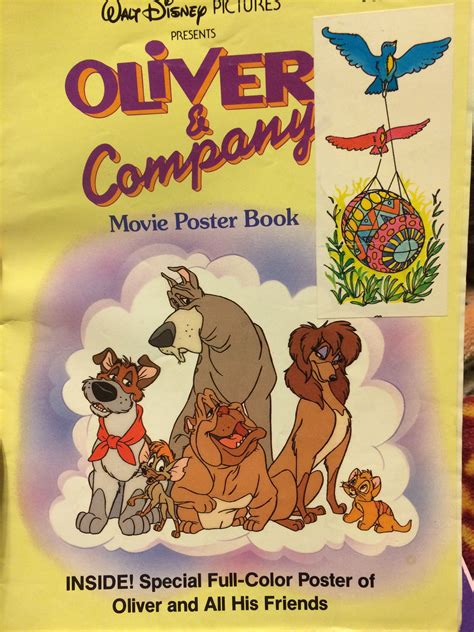 WALT DISNEY PICTURES
PRESENTS
OLIVER
&
Company
Movie Poster Book
INSIDE! Special Full-Color Poster of
Oliver and All His Friends